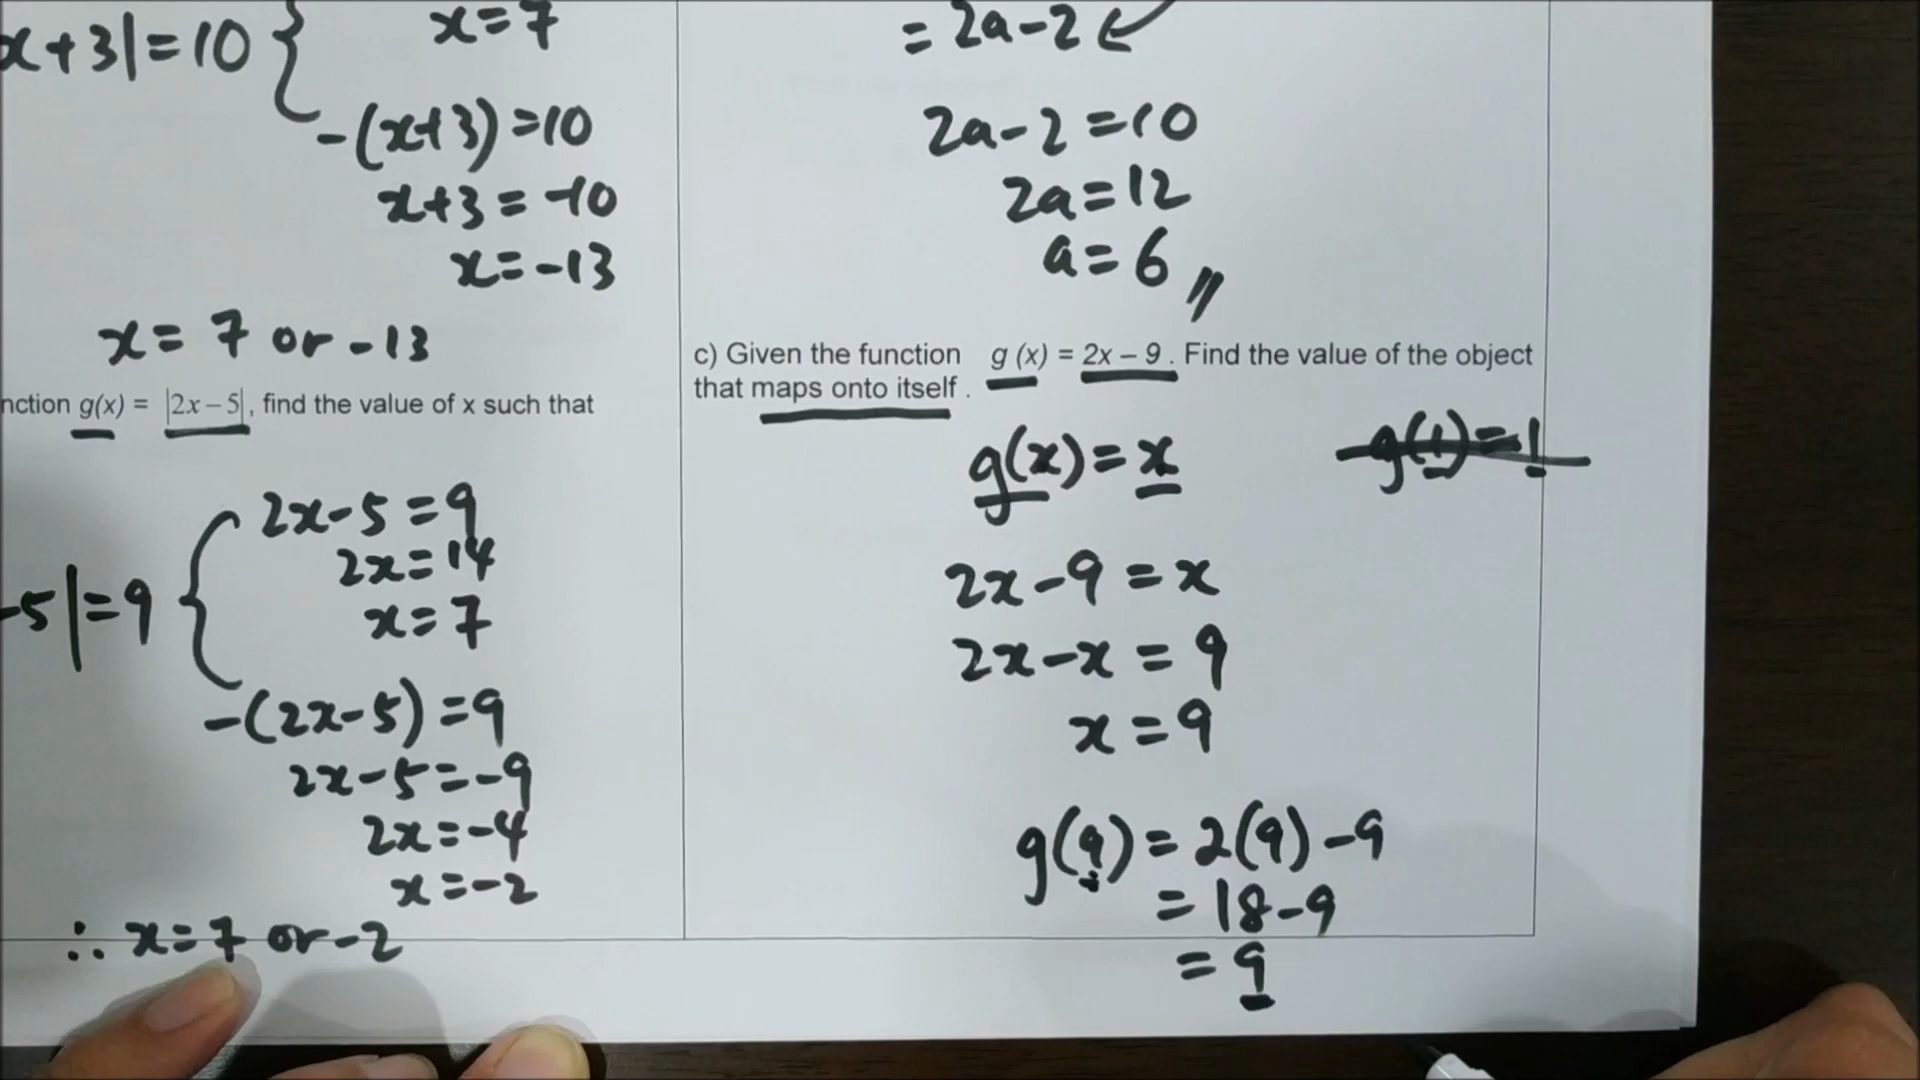 x+3|=10
x=7
-(x+3)=10
x+3=-10
x=-13
x=7 or -13
nction g(x) = |2x – 5|, find the value of x such that
-5|=9
2x-5=9
2x=14
x=7
-(2x-5)=9
2x-5=-9
2x=-4
x=-2
∴ x=7 or -2
=2a-2
2a-2=10
2a=12
a=6
c) Given the function g (x) = 2x – 9 . Find the value of the object
that maps onto itself .
g(x)=x
g(1)=1
2x-9=x
2x-x=9
x=9
g(9)=2(9)-9
=18-9
=9